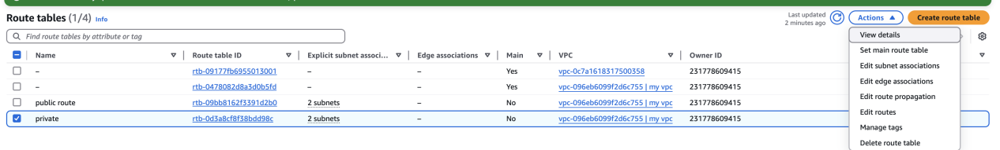 Route tables (1/4) Info
Last updated
2 minutes ago
Actions
Create route table
Find route tables by attribute or tag
View details
Set main route table
Edit subnet associations
Edit edge associations
Edit route propagation
Edit routes
Manage tags
Delete route table
Name Route table ID Explicit subnet associ... Edge associations Main VPC Owner ID
– rtb-09177fb6955013001 – – Yes vpc-0c7a1618317500358 231778609415
– rtb-0478082d8a3d0b5fd – – Yes vpc-096eb6099f2d6c755 | my vpc 231778609415
public route rtb-09bb8162f3391d2b0 2 subnets – No vpc-096eb6099f2d6c755 | my vpc 231778609415
private rtb-0d3a8cf8f38bdd98c 2 subnets – No vpc-096eb6099f2d6c755 | my vpc 231778609415